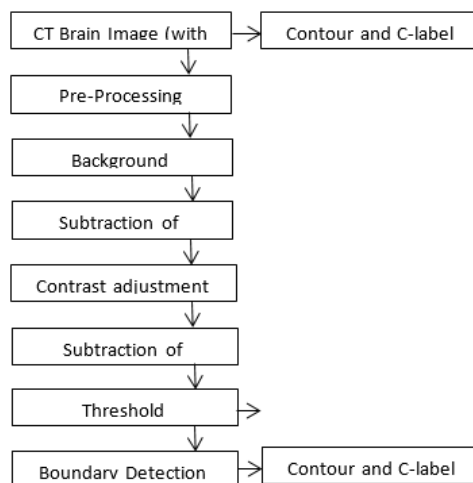 CT Brain Image (with
Contour and C-label
Pre-Processing
Background
Subtraction of
Contrast adjustment
Subtraction of
Threshold
Boundary Detection
Contour and C-label